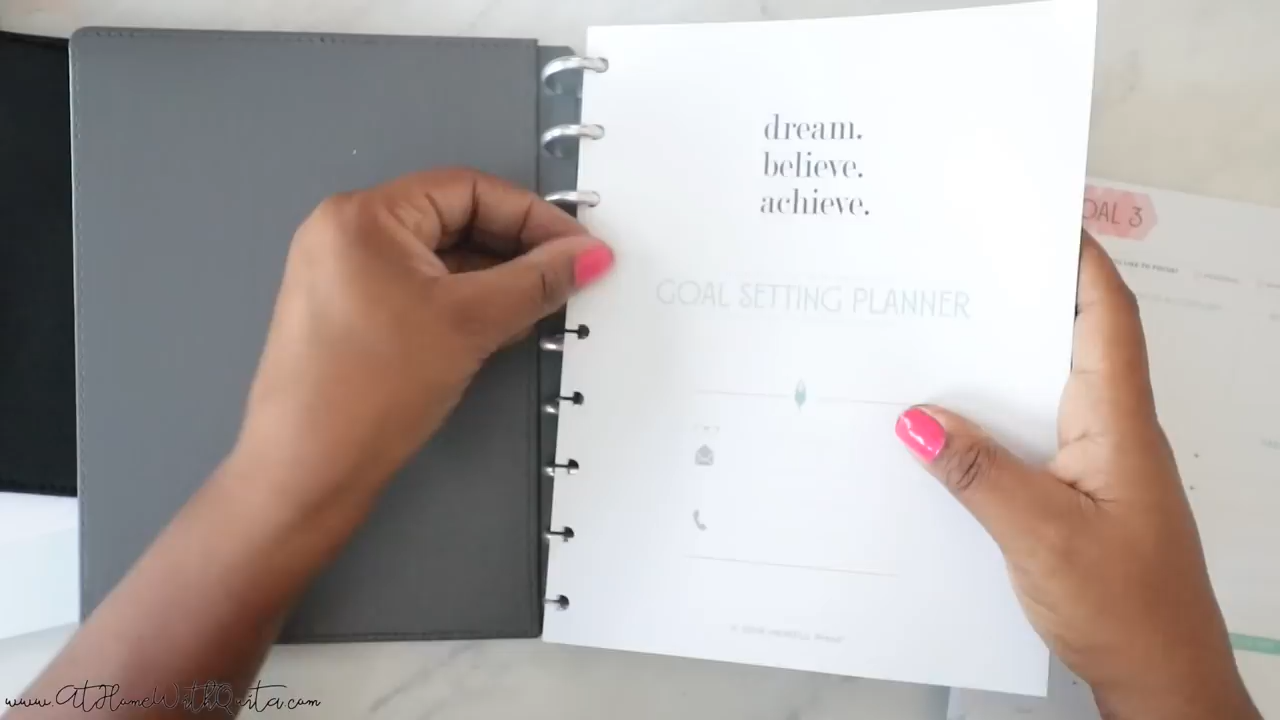 dream.
believe.
achieve.
GOAL SETTING PLANNER
OAL 3
www.AtHomeWithQuita.com